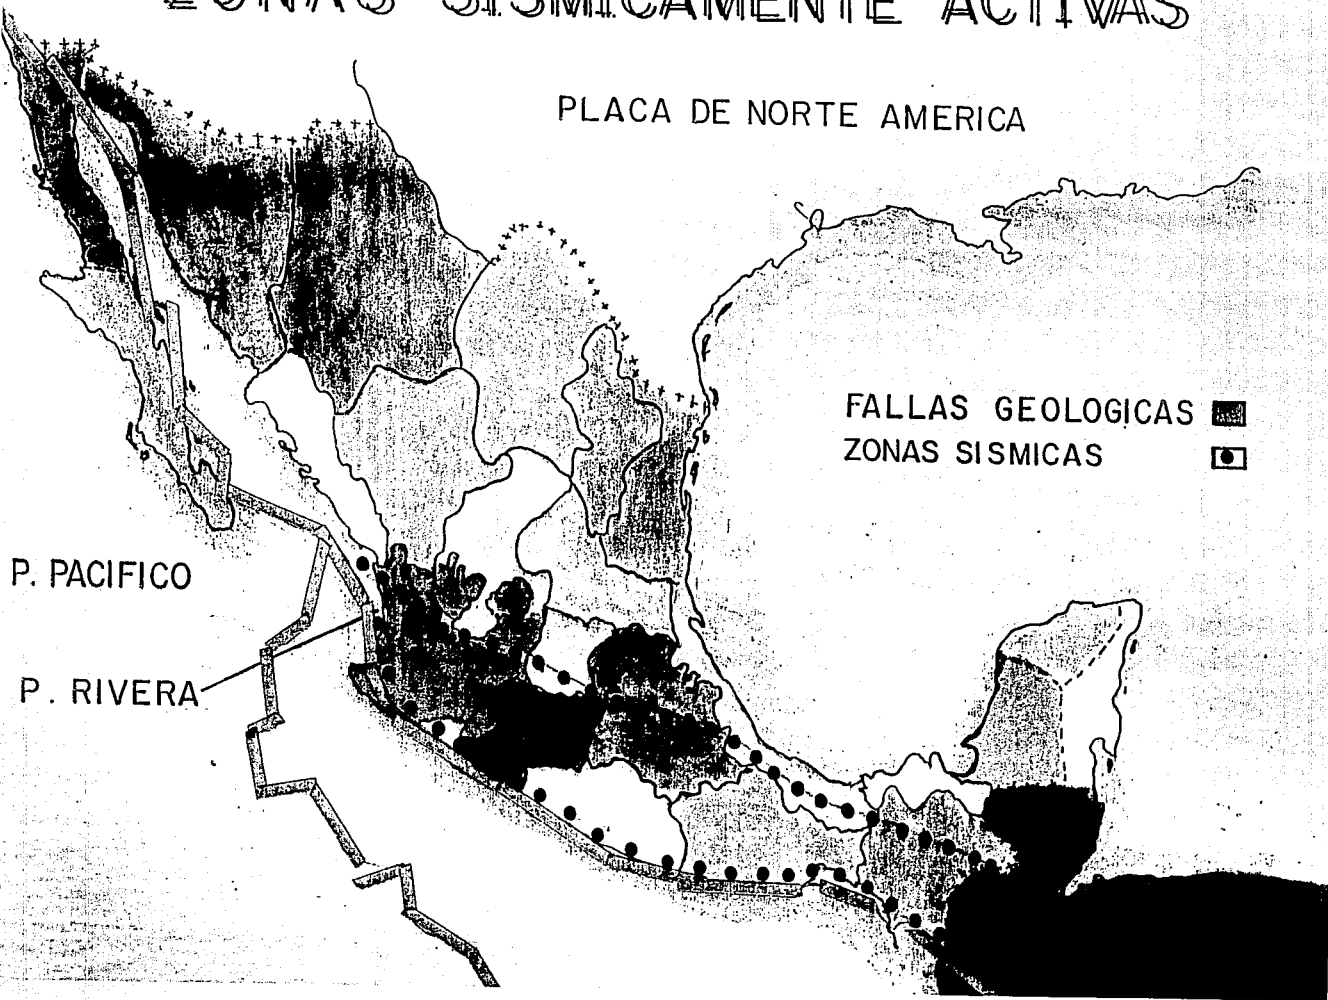 ZONAS SISMICAMENTE ACTIVAS
PLACA DE NORTE AMERICA
FALLAS GEOLOGICAS
ZONAS SISMICAS
P. PACIFICO
P. RIVERA